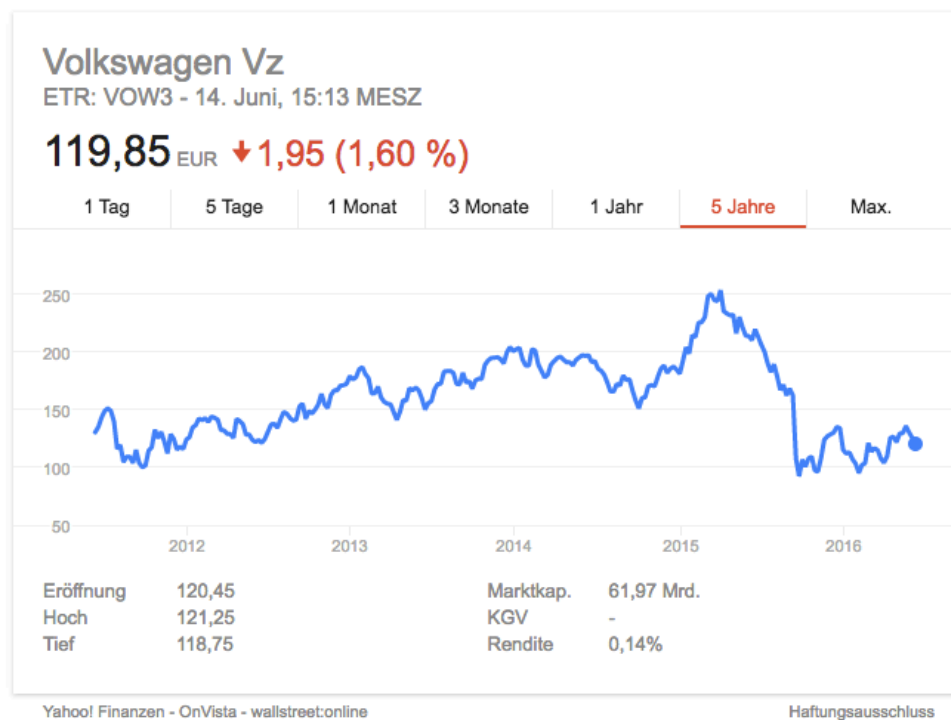 Volkswagen Vz
ETR: VOW3 - 14. Juni, 15:13 MESZ
119,85 EUR 1,95 (1,60 %)
1 Tag 5 Tage 1 Monat 3 Monate 1 Jahr 5 Jahre Max.
250
200
150
100
50
2012 2013 2014 2015 2016
Eröffnung 120,45 Marktkap. 61,97 Mrd.
Hoch 121,25 KGV -
Tief 118,75 Rendite 0,14%
Yahoo! Finanzen - OnVista - wallstreet:online Haftungsausschluss